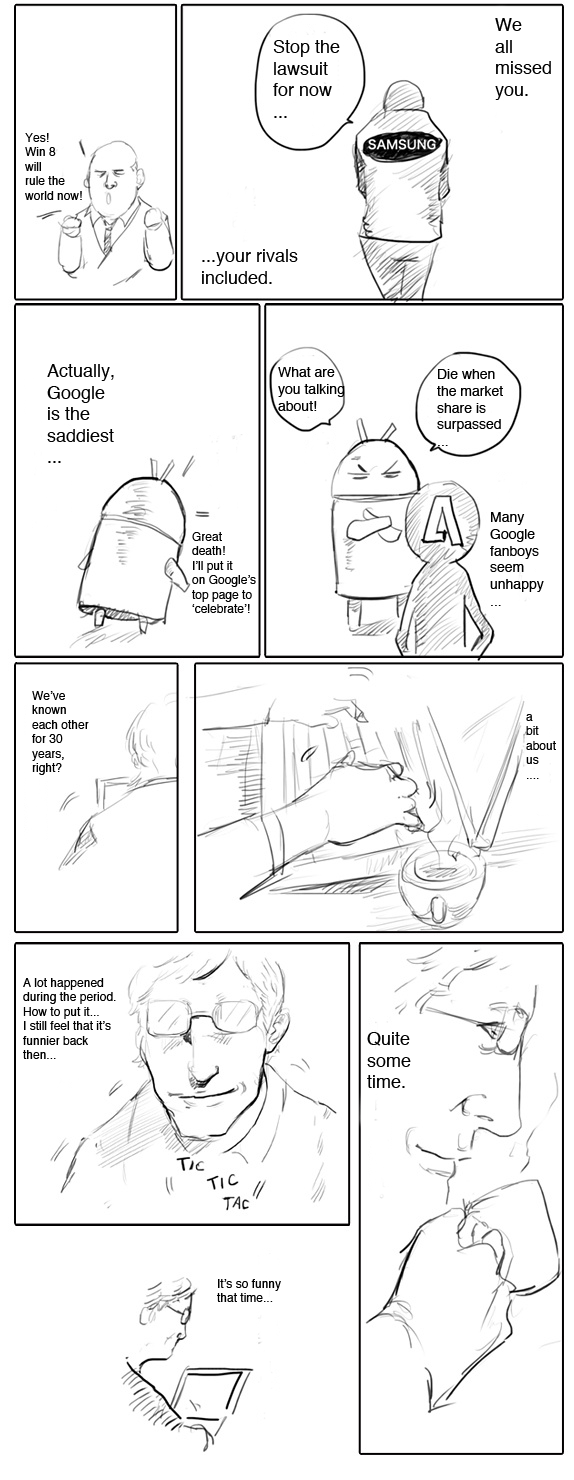 We
all
missed
you.
Stop the
lawsuit
for now
...
SAMSUNG
...your rivals
included.
Yes!
Win 8
will
rule the
world now!
Die when
the market
share is
surpassed
...
What are
you talking
about!
Many
Google
fanboys
seem
unhappy
...
Actually,
Google
is the
saddiest
...
Great
death!
I'll put it
on Google's
top page to
'celebrate'!
a
bit
about
us
....
We've
known
each other
for 30
years,
right?
Quite
some
time.
A lot happened
during the period.
How to put it...
I still feel that it's
funnier back
then...
TIC
TIC
TAC
It's so funny
that time...